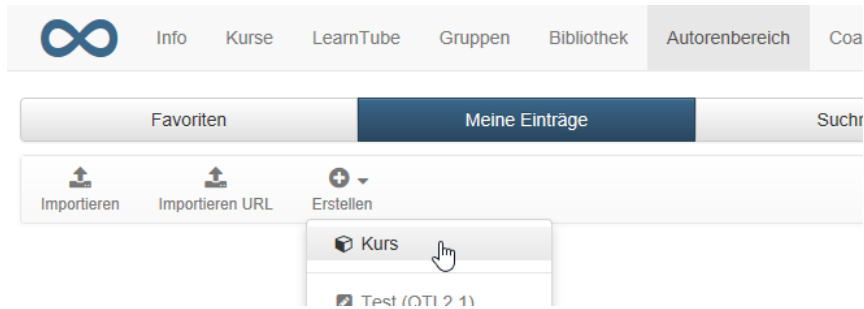 Info Kurse LearnTube Gruppen Bibliothek Autorenbereich
Favoriten Meine Einträge
Importieren Importieren URL Erstellen
Kurs
Test (QTI 2.1)